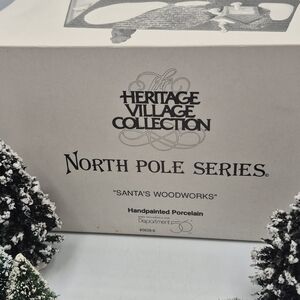 The
HERITAGE
VILLAGE
COLLECTION
NORTH POLE SERIES®
"SANTA'S WOODWORKS"
Handpainted Porcelain
Department 56